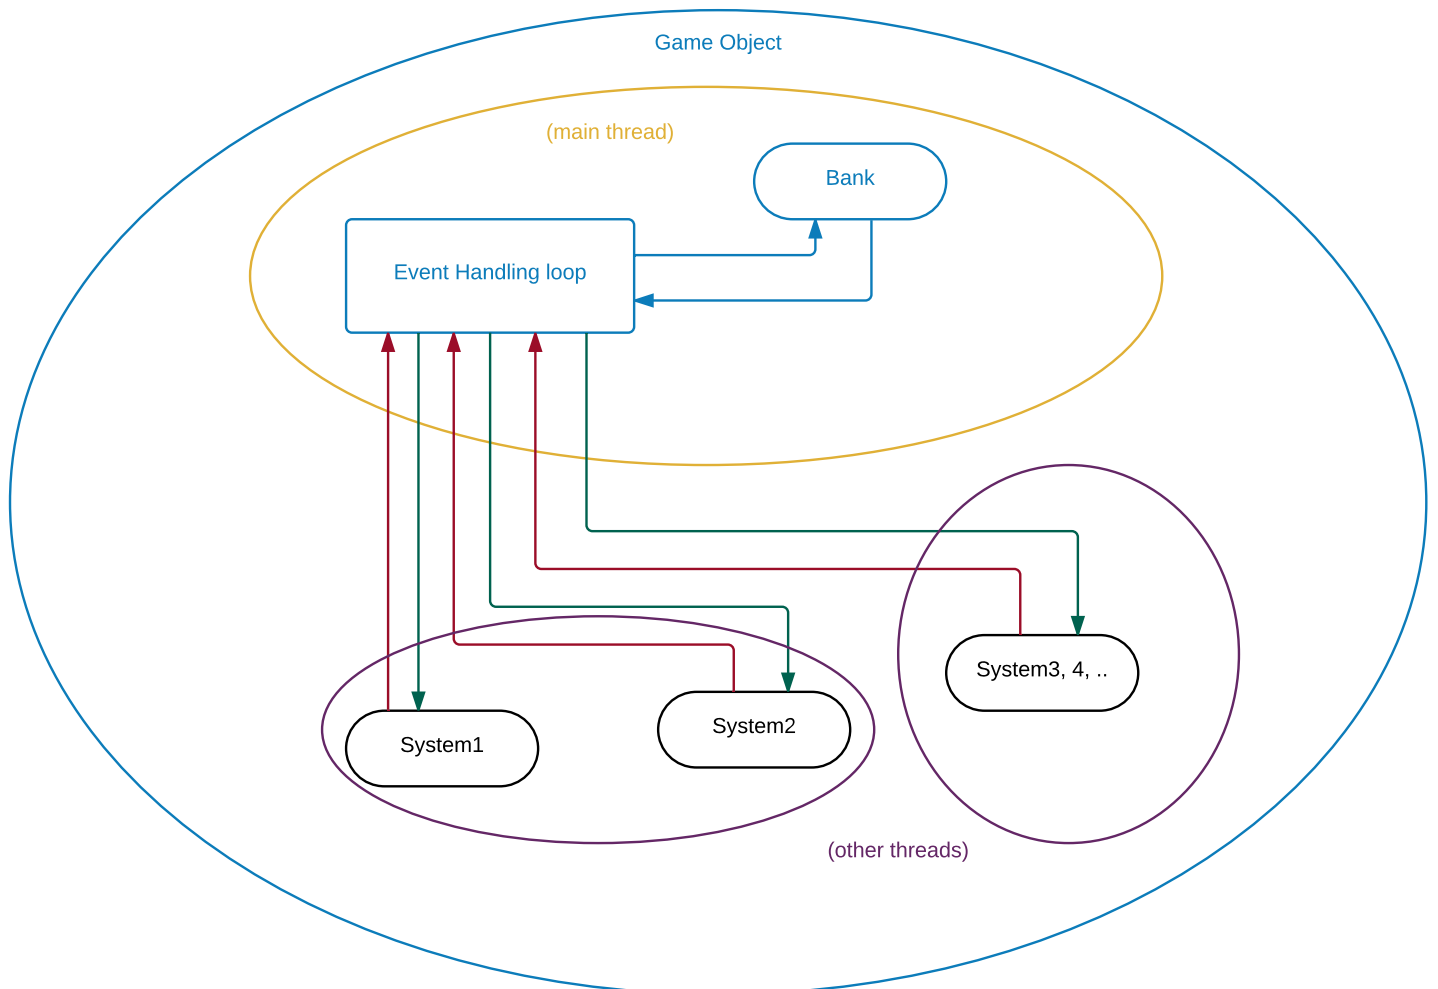 Game Object
(main thread)
Bank
Event Handling loop
System3, 4, ..
System2
System1
(other threads)